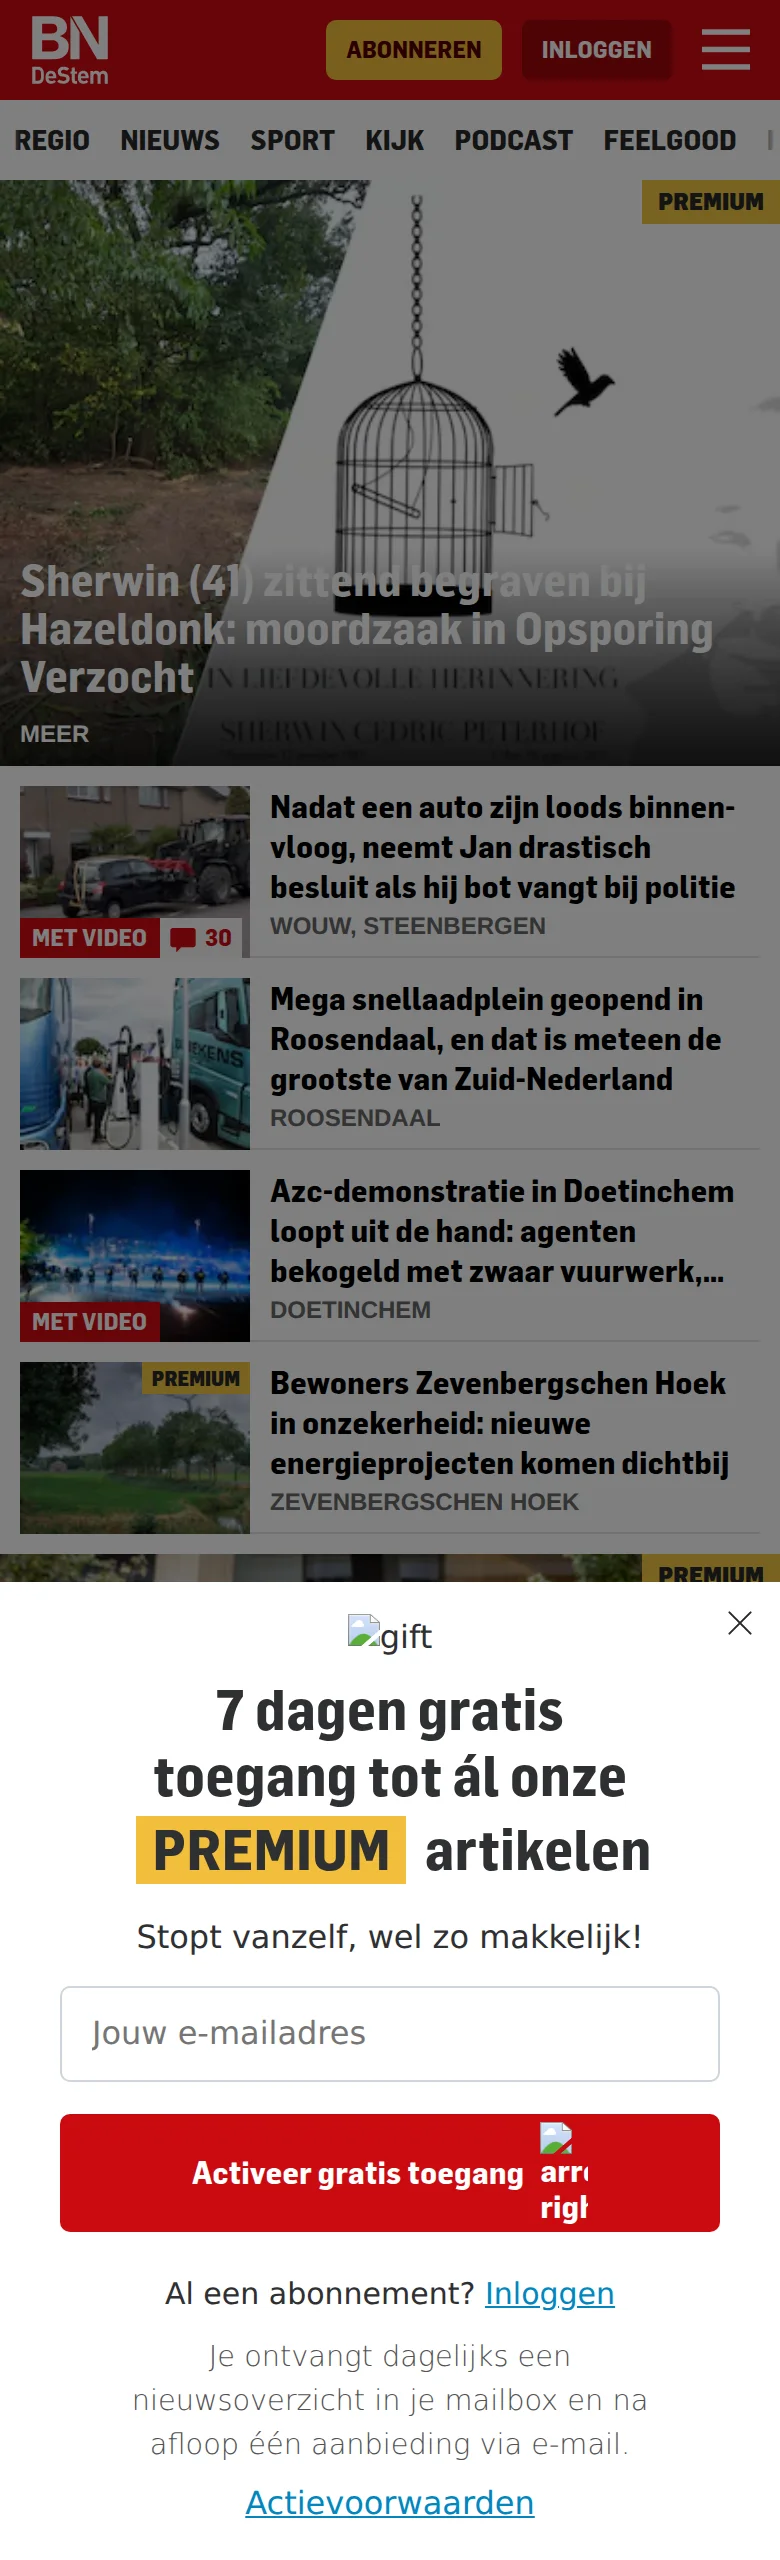 BN
DeStem
ABONNEREN
INLOGGEN
REGIO NIEUWS SPORT KIJK PODCAST FEELGOOD
PREMIUM
Sherwin (41) zittend begraven bij
Hazeldonk: moordzaak in Opsporing
Verzocht
IN LIEFDEVOLLE HERINNERING
SHERWIN CEDRIC PETERHOF
MEER
Nadat een auto zijn loods binnen-
vloog, neemt Jan drastisch
besluit als hij bot vangt bij politie
MET VIDEO
30
WOUW, STEENBERGEN
Mega snellaadplein geopend in
Roosendaal, en dat is meteen de
grootste van Zuid-Nederland
ROOSENDAAL
Azc-demonstratie in Doetinchem
loopt uit de hand: agenten
bekogeld met zwaar vuurwerk,...
MET VIDEO
DOETINCHEM
PREMIUM
Bewoners Zevenbergschen Hoek
in onzekerheid: nieuwe
energieprojecten komen dichtbij
ZEVENBERGSCHEN HOEK
PREMIUM
gift
7 dagen gratis
toegang tot ál onze
PREMIUM artikelen
Stopt vanzelf, wel zo makkelijk!
Jouw e-mailadres
Activeer gratis toegang
Al een abonnement? Inloggen
Je ontvangt dagelijks een
nieuwsoverzicht in je mailbox en na
afloop één aanbieding via e-mail.
Actievoorwaarden